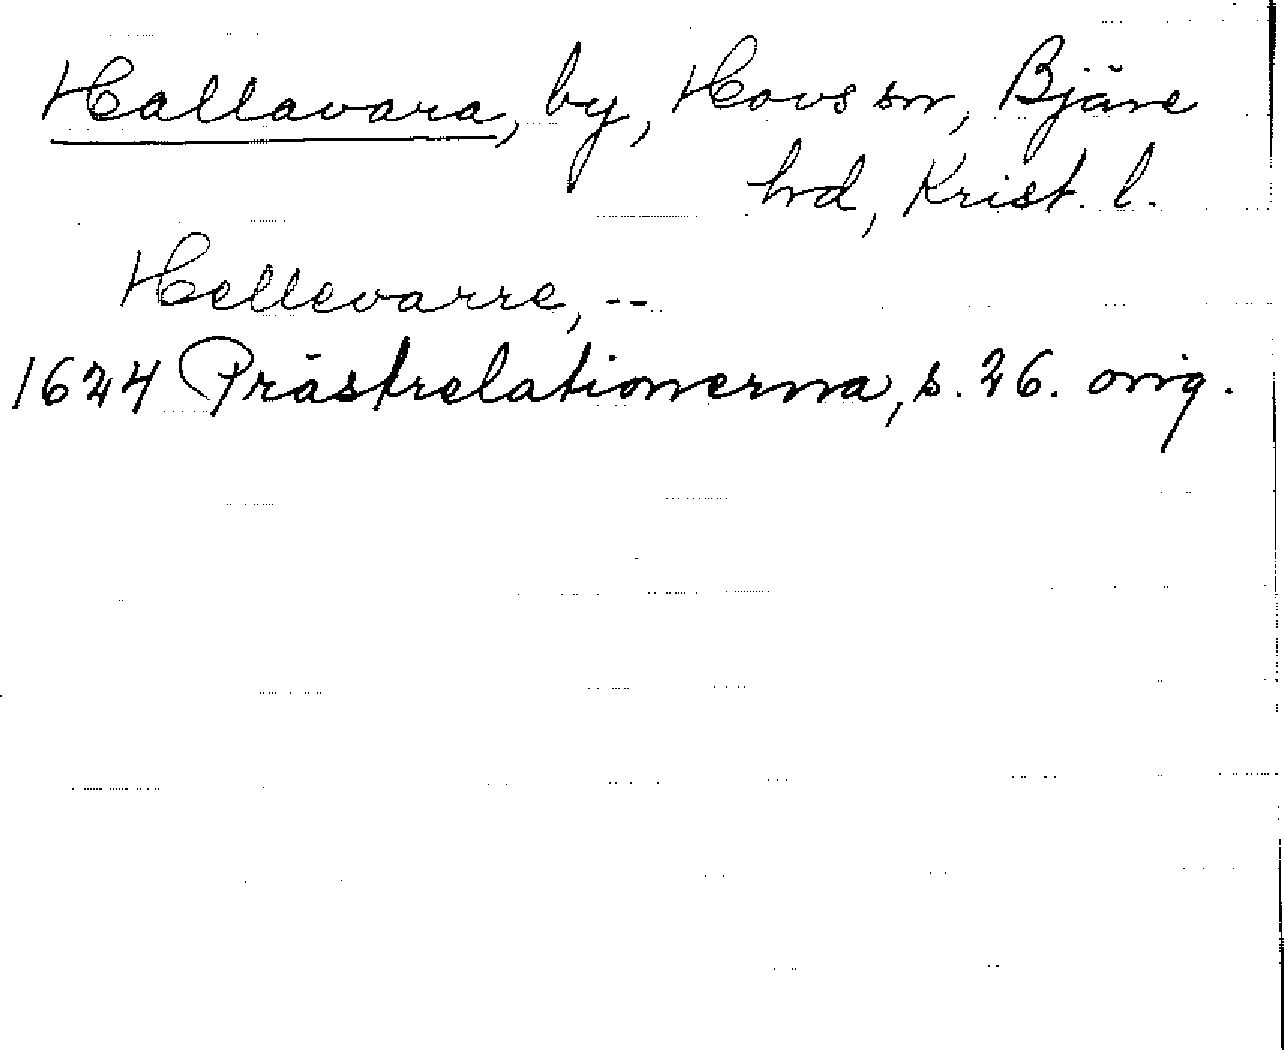 Hallavara, by, Hovs sn, Bjäre
hd, Krist. l.
Hellevarre, --
1624 Prästrelationerna, s. 26. orig.